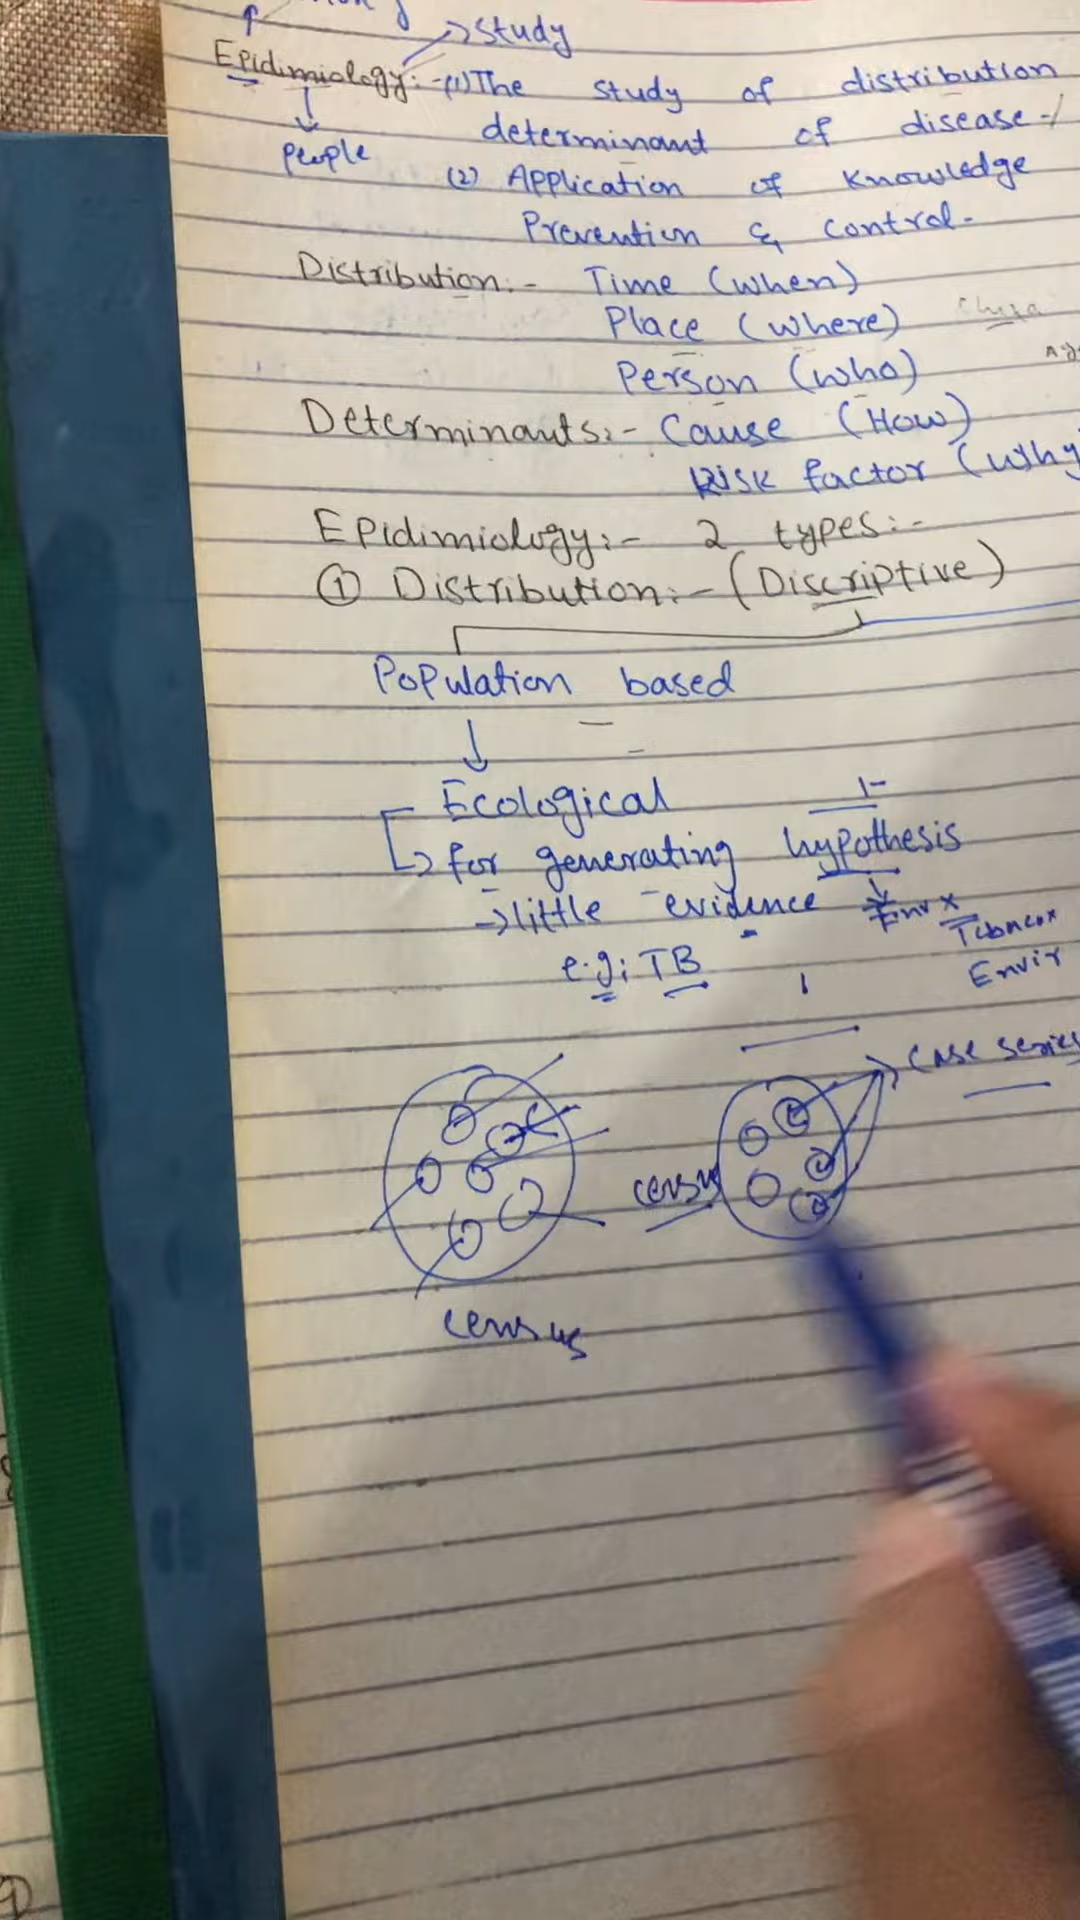 Study
Epidimiology:- (1) The study of distribution
determinant of disease-/
People
(2) Application of Knowledge
Prevention & control-
Distribution:- Time (when)
Place (where)
Person (who)
Determinants:- Cause (How)
Risk factor (Why
Epidimiology:- 2 types:-
① Distribution:- (Discriptive)
Population based
Ecological
for generating hypothesis
→little evidence
e.g; TB
Envir
Case series
census
census